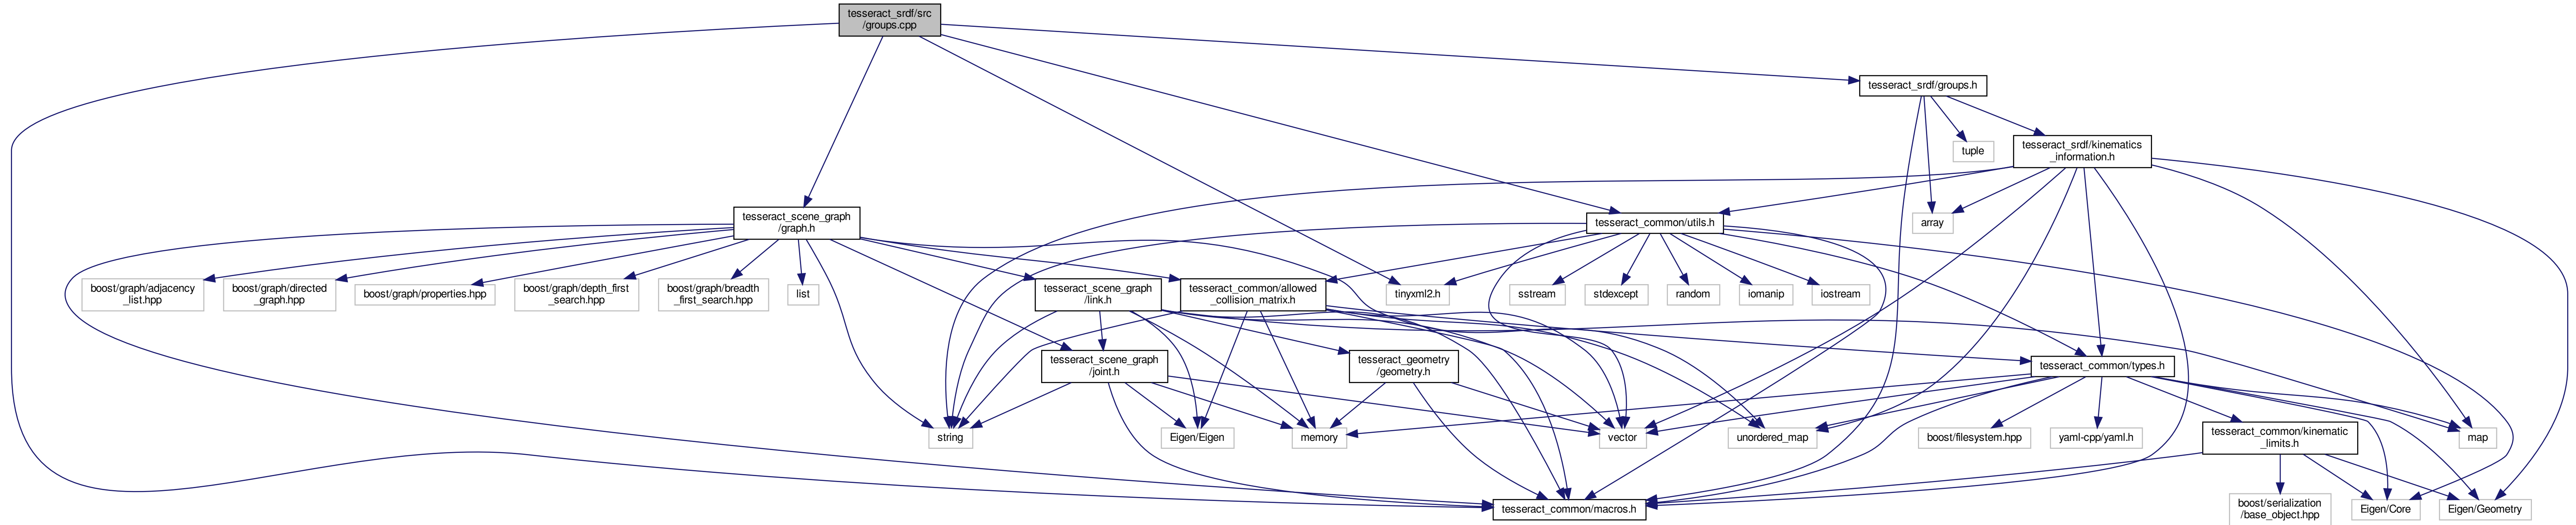 tesseract_srdf/src
/groups.cpp
tesseract_srdf/groups.h
tuple
tesseract_srdf/kinematics
_information.h
tesseract_scene_graph
/graph.h
tesseract_common/utils.h
array
boost/graph/adjacency
_list.hpp
boost/graph/directed
_graph.hpp
boost/graph/properties.hpp
boost/graph/depth_first
_search.hpp
boost/graph/breadth
_first_search.hpp
list
tesseract_scene_graph
/link.h
tesseract_common/allowed
_collision_matrix.h
tinyxml2.h
sstream
stdexcept
random
iomanip
iostream
tesseract_scene_graph
/joint.h
tesseract_geometry
/geometry.h
tesseract_common/types.h
string
Eigen/Eigen
memory
vector
unordered_map
boost/filesystem.hpp
yaml-cpp/yaml.h
tesseract_common/kinematic
_limits.h
map
tesseract_common/macros.h
boost/serialization
/base_object.hpp
Eigen/Core
Eigen/Geometry